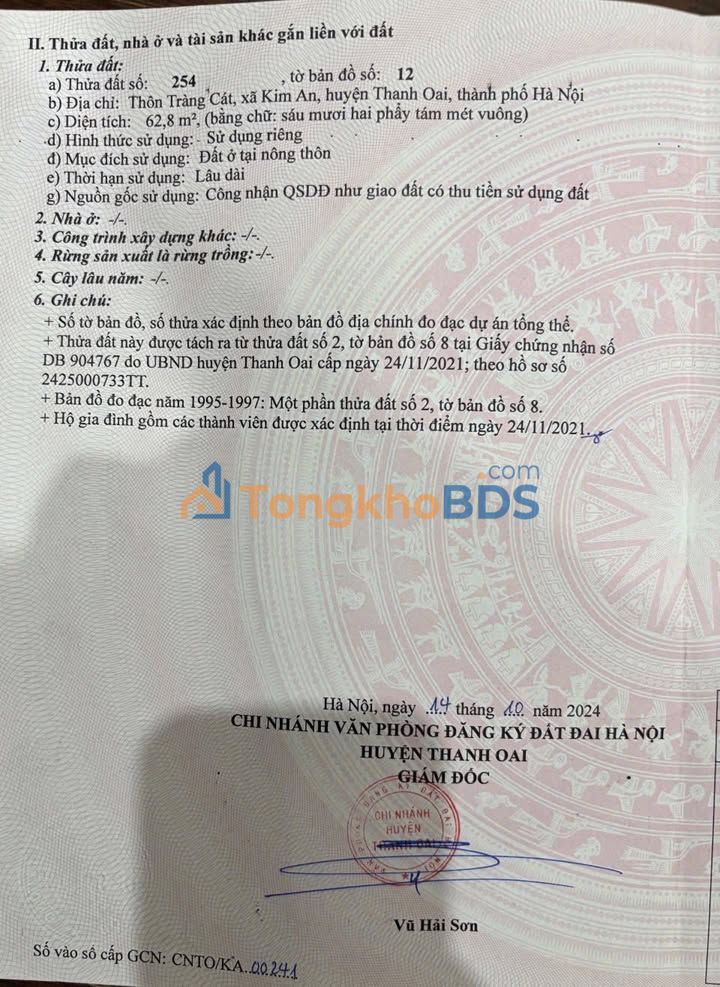 II. Thửa đất, nhà ở và tài sản khác gắn liền với đất
1. Thửa đất:
a) Thửa đất số: 254 , tờ bản đồ số: 12
b) Địa chỉ: Thôn Tràng Cát, xã Kim An, huyện Thanh Oai, thành phố Hà Nội
c) Diện tích: 62,8 m², (bằng chữ: sáu mươi hai phẩy tám mét vuông)
d) Hình thức sử dụng: Sử dụng riêng
đ) Mục đích sử dụng: Đất ở tại nông thôn
e) Thời hạn sử dụng: Lâu dài
g) Nguồn gốc sử dụng: Công nhận QSDĐ như giao đất có thu tiền sử dụng đất
2. Nhà ở: -/-.
3. Công trình xây dựng khác: -/-.
4. Rừng sản xuất là rừng trồng: -/-.
5. Cây lâu năm: -/-.
6. Ghi chú:
+ Số tờ bản đồ, số thửa xác định theo bản đồ địa chính đo đạc dự án tổng thể.
+ Thửa đất này được tách ra từ thửa đất số 2, tờ bản đồ số 8 tại Giấy chứng nhận số
DB 904767 do UBND huyện Thanh Oai cấp ngày 24/11/2021; theo hồ sơ số
2425000733TT.
+ Bản đồ đo đạc năm 1995-1997: Một phần thửa đất số 2, tờ bản đồ số 8.
+ Hộ gia đình gồm các thành viên được xác định tại thời điểm ngày 24/11/2021.
TongkhoBDS.com
Hà Nội, ngày 14 tháng 10 năm 2024
CHI NHÁNH VĂN PHÒNG ĐĂNG KÝ ĐẤT ĐAI HÀ NỘI
HUYỆN THANH OAI
GIÁM ĐỐC
CHI NHÁNH
HUYỆN
THANH OAI
Vũ Hải Sơn
Số vào sổ cấp GCN: CNTO/KA..00241